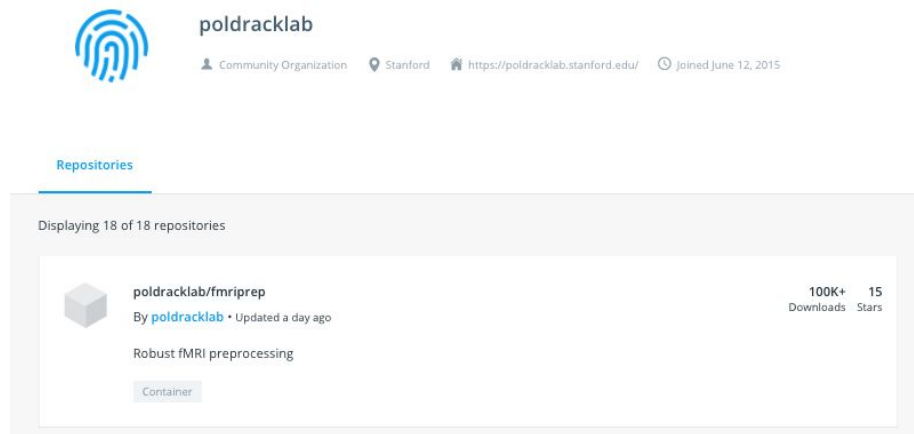 poldracklab
Community Organization Stanford https://poldracklab.stanford.edu/ Joined June 12, 2015
Repositories
Displaying 18 of 18 repositories
poldracklab/fmriprep 100K+ 15
By poldracklab • Updated a day ago Downloads Stars
Robust fMRI preprocessing
Container